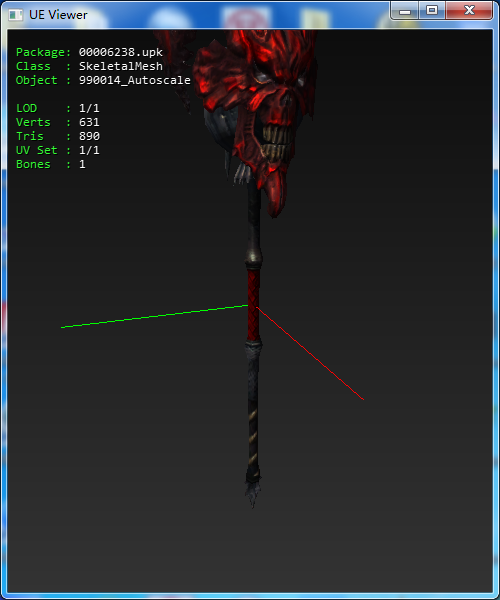 UE Viewer
Package: 00006238.upk
Class : SkeletalMesh
Object : 990014_Autoscale
LOD : 1/1
Verts : 631
Tris : 890
UV Set : 1/1
Bones : 1